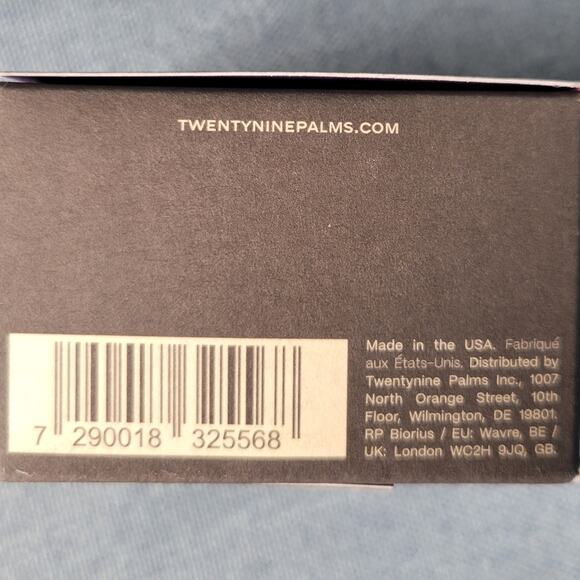 TWENTYNINEPALMS.COM
7 290018 325568
Made in the USA. Fabriqué
aux États-Unis. Distributed by
Twentynine Palms Inc., 1007
North Orange Street, 10th
Floor, Wilmington, DE 19801.
RP Biorius / EU: Wavre, BE /
UK: London WC2H 9JQ, GB.